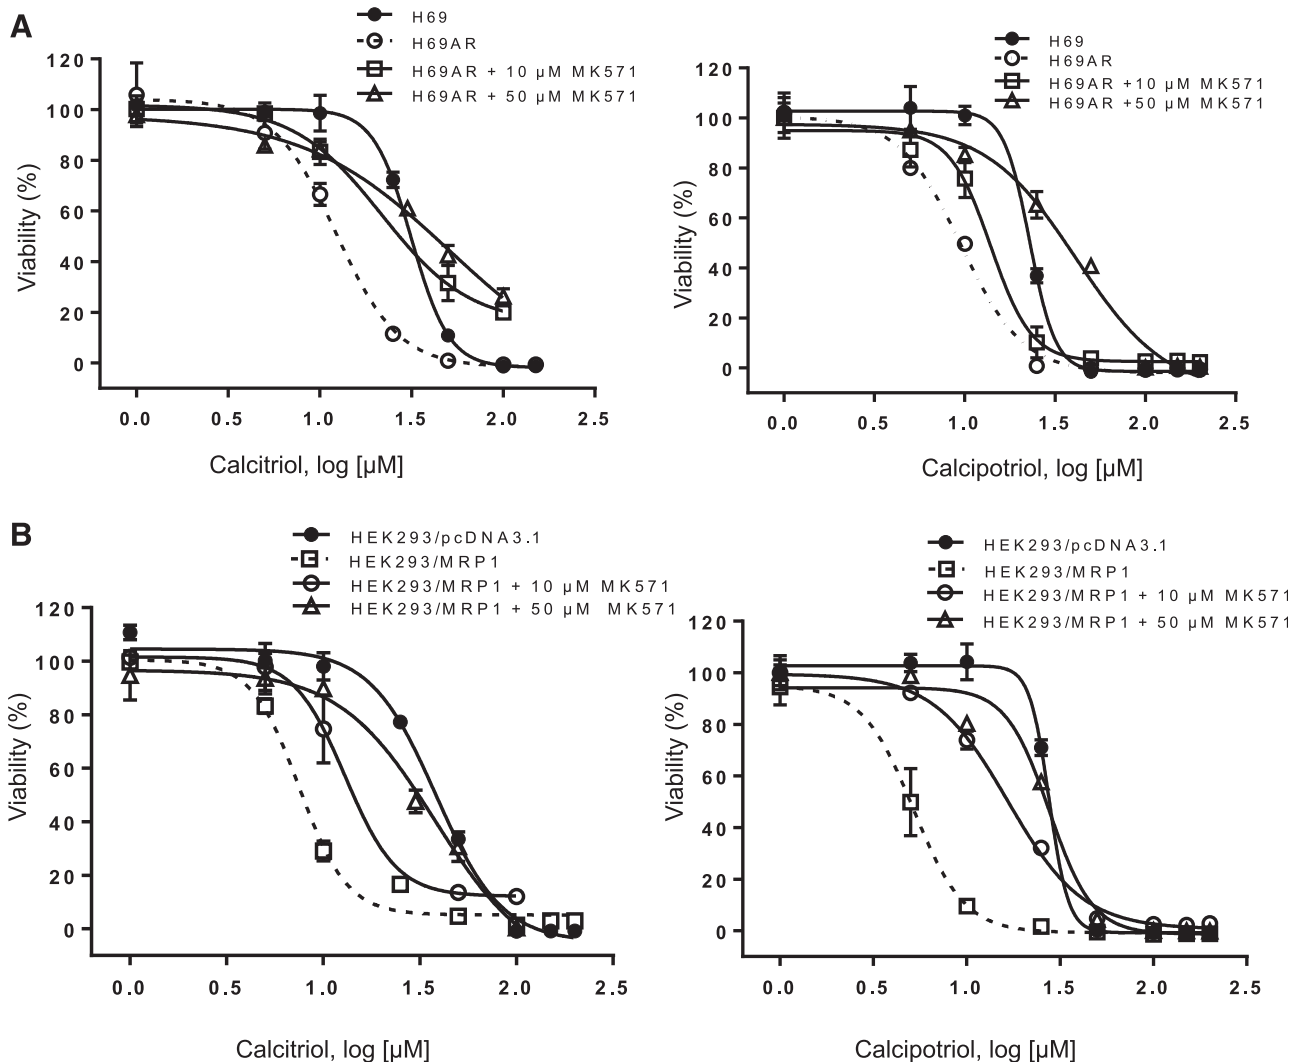 A
H69
H69AR
H69AR + 10 µM MK571
H69AR + 50 µM MK571
120
100
80
60
40
20
0
Viability (%)
0.0 0.5 1.0 1.5 2.0 2.5
Calcitriol, log [µM]
H69
H69AR
H69AR +10 µM MK571
H69AR +50 µM MK571
120
100
80
60
40
20
0
Viability (%)
0.0 0.5 1.0 1.5 2.0 2.5
Calcipotriol, log [µM]
B
HEK293/pcDNA3.1
HEK293/MRP1
HEK293/MRP1 + 10 µM MK571
HEK293/MRP1 + 50 µM MK571
120
100
80
60
40
20
0
Viability (%)
0.0 0.5 1.0 1.5 2.0 2.5
Calcitriol, log [µM]
HEK293/pcDNA3.1
HEK293/MRP1
HEK293/MRP1 + 10 µM MK571
HEK293/MRP1 + 50 µM MK571
120
100
80
60
40
20
0
Viability (%)
0.0 0.5 1.0 1.5 2.0 2.5
Calcipotriol, log [µM]